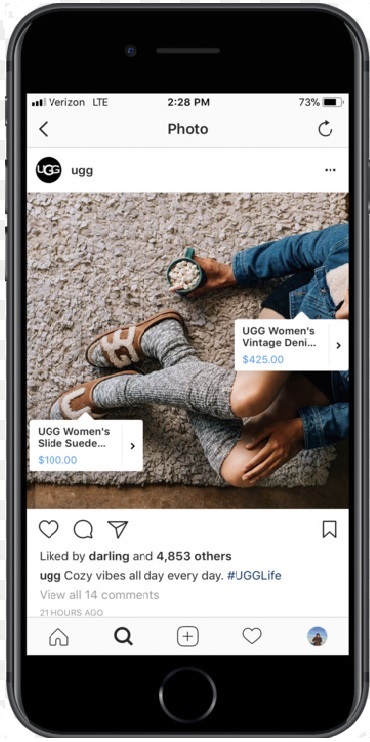 Verizon LTE 2:28 PM 73%
Photo
UGG ugg
UGG Women's
Vintage Deni...
$425.00
UGG Women's
Slide Suede...
$100.00
Liked by darling and 4,853 others
ugg Cozy vibes all day every day. #UGGLife
View all 14 comments
21 HOURS AGO